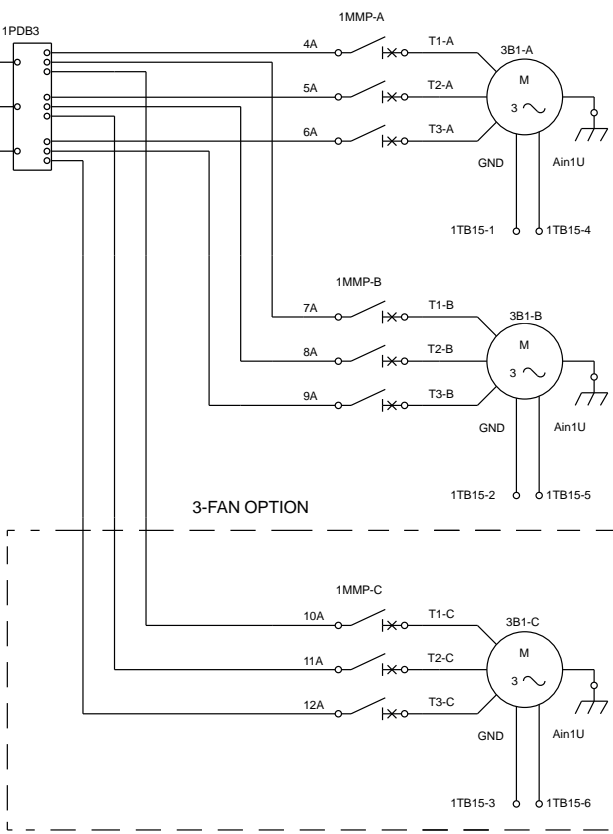 1PDB3
1MMP-A
4A
T1-A
3B1-A
M
3
5A
T2-A
6A
T3-A
GND
Ain1U
1TB15-1
1TB15-4
1MMP-B
7A
T1-B
3B1-B
M
3
8A
T2-B
9A
T3-B
GND
Ain1U
1TB15-2
1TB15-5
3-FAN OPTION
1MMP-C
10A
T1-C
3B1-C
M
3
11A
T2-C
12A
T3-C
GND
Ain1U
1TB15-3
1TB15-6